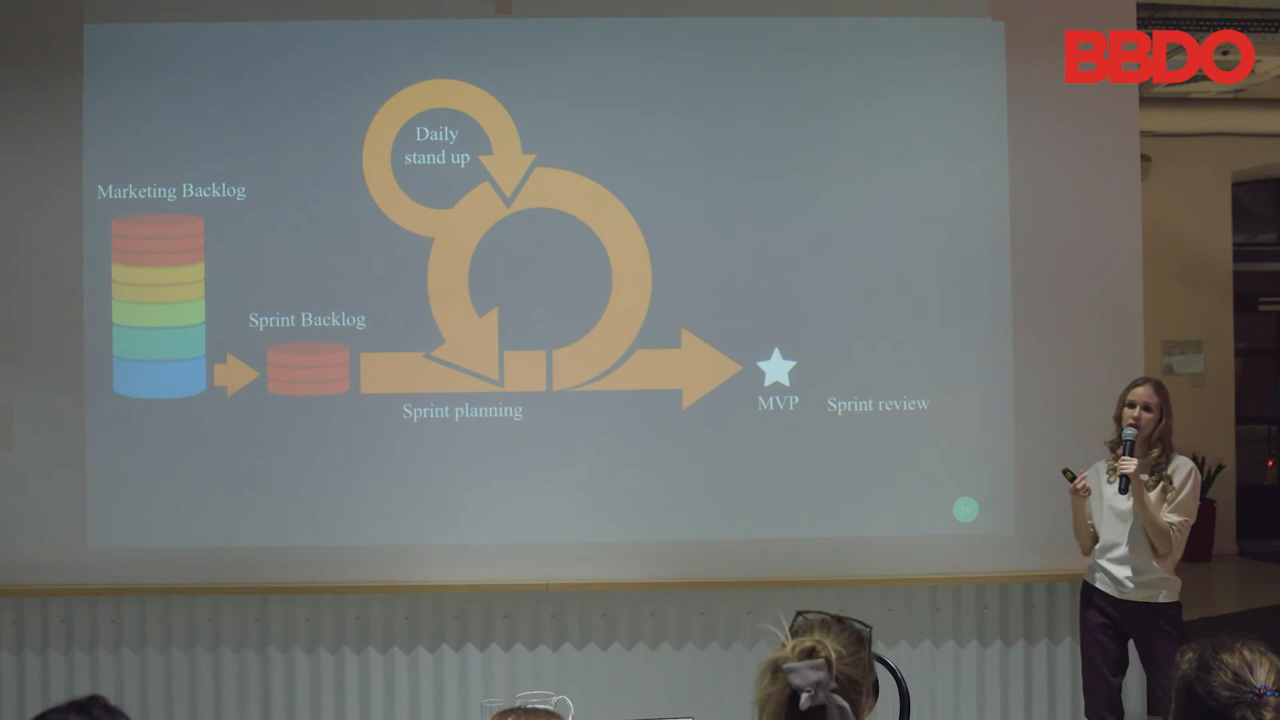 BBDO
Daily
stand up
Marketing Backlog
Sprint Backlog
Sprint planning
MVP
Sprint review